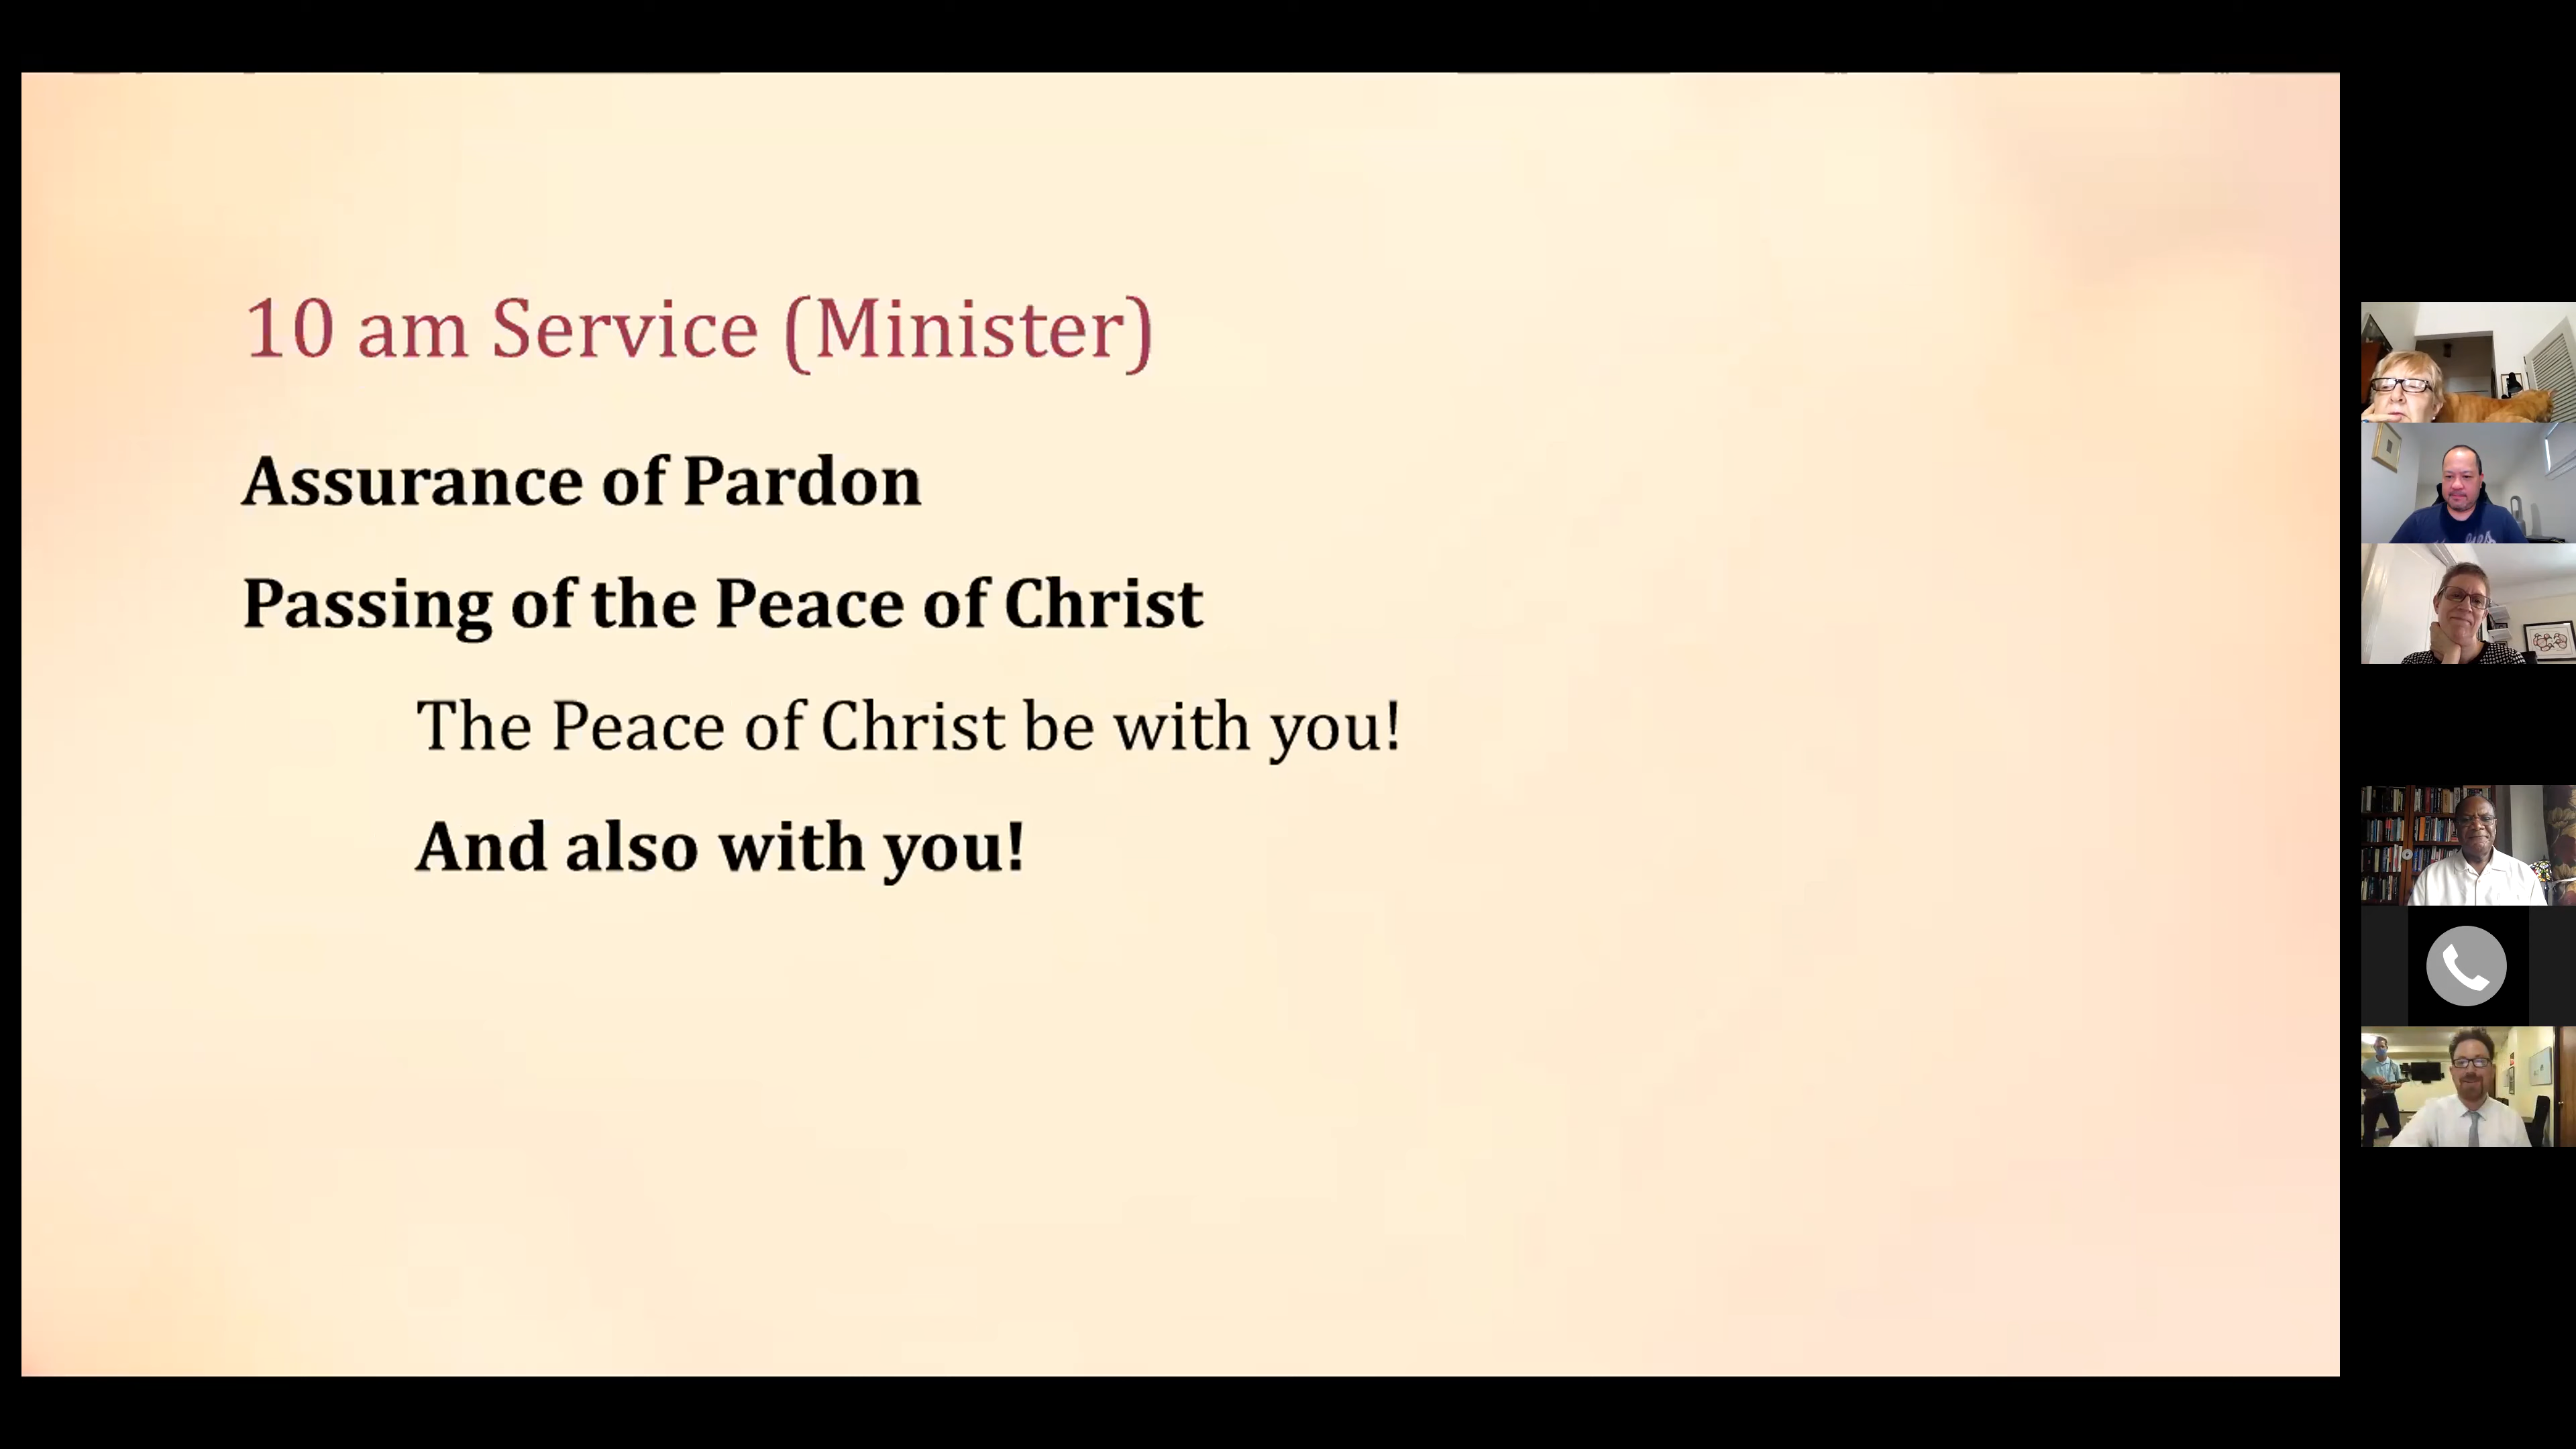 10 am Service (Minister)
Assurance of Pardon
Passing of the Peace of Christ
The Peace of Christ be with you!
And also with you!